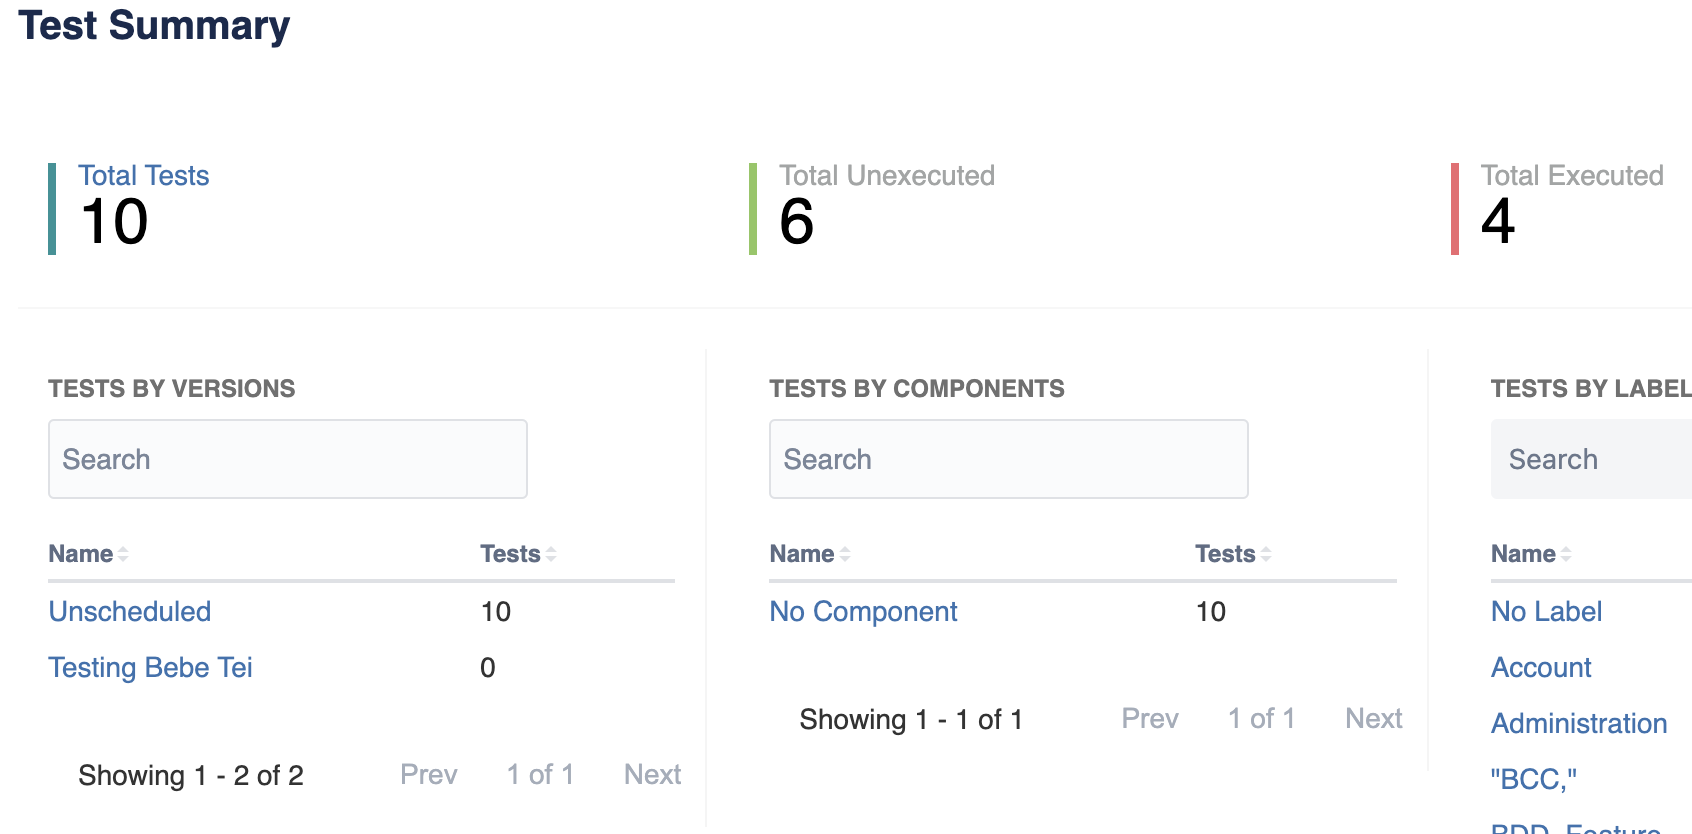 Test Summary
Total Tests
10
Total Unexecuted
6
Total Executed
4
TESTS BY VERSIONS
Search
Name Tests
Unscheduled 10
Testing Bebe Tei 0
Showing 1 - 2 of 2 Prev 1 of 1 Next
TESTS BY COMPONENTS
Search
Name Tests
No Component 10
Showing 1 - 1 of 1 Prev 1 of 1 Next
TESTS BY LABEL
Search
Name
No Label
Account
Administration
"BCC,"
BDD_Feature